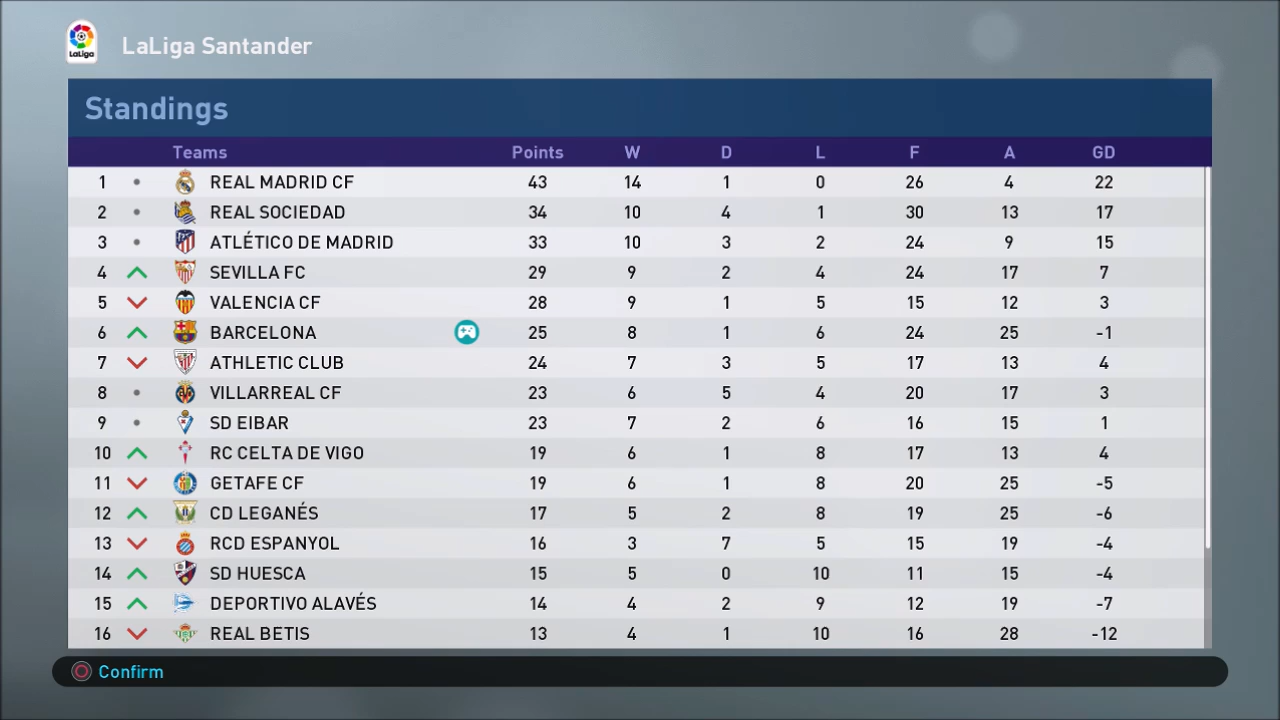 LaLiga
LaLiga Santander
Standings
Teams Points W D L F A GD
1 REAL MADRID CF 43 14 1 0 26 4 22
2 REAL SOCIEDAD 34 10 4 1 30 13 17
3 ATLÉTICO DE MADRID 33 10 3 2 24 9 15
4 SEVILLA FC 29 9 2 4 24 17 7
5 VALENCIA CF 28 9 1 5 15 12 3
6 BARCELONA 25 8 1 6 24 25 -1
7 ATHLETIC CLUB 24 7 3 5 17 13 4
8 VILLARREAL CF 23 6 5 4 20 17 3
9 SD EIBAR 23 7 2 6 16 15 1
10 RC CELTA DE VIGO 19 6 1 8 17 13 4
11 GETAFE CF 19 6 1 8 20 25 -5
12 CD LEGANÉS 17 5 2 8 19 25 -6
13 RCD ESPANYOL 16 3 7 5 15 19 -4
14 SD HUESCA 15 5 0 10 11 15 -4
15 DEPORTIVO ALAVÉS 14 4 2 9 12 19 -7
16 REAL BETIS 13 4 1 10 16 28 -12
Confirm